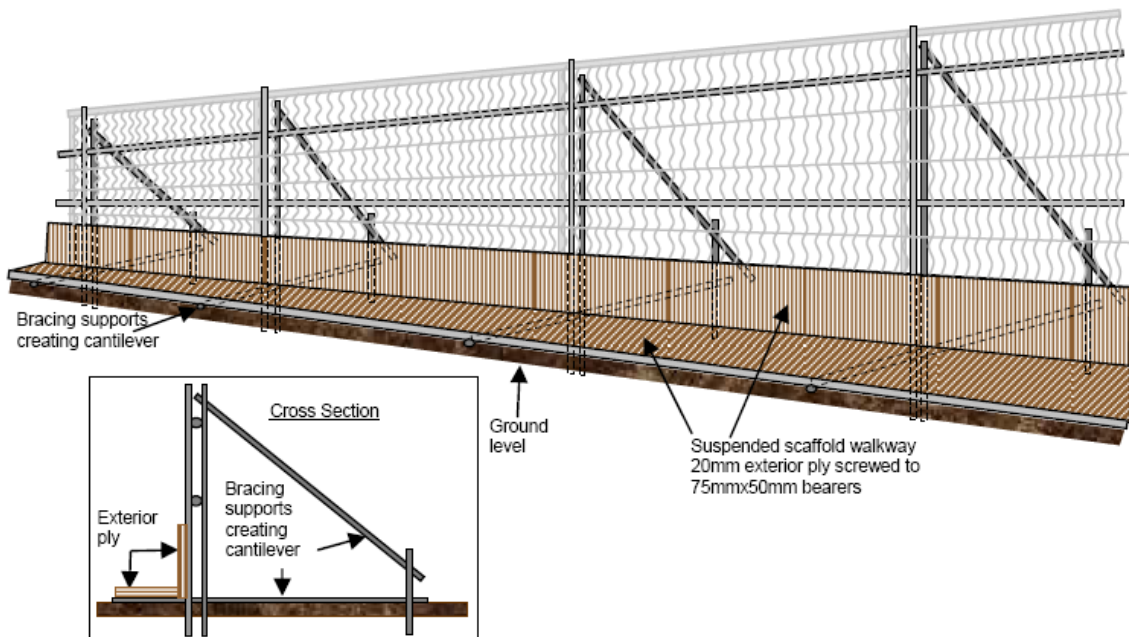 Bracing supports
creating cantilever
Ground
level
Suspended scaffold walkway
20mm exterior ply screwed to
75mmx50mm bearers
Cross Section
Bracing
supports
creating
cantilever
Exterior
ply